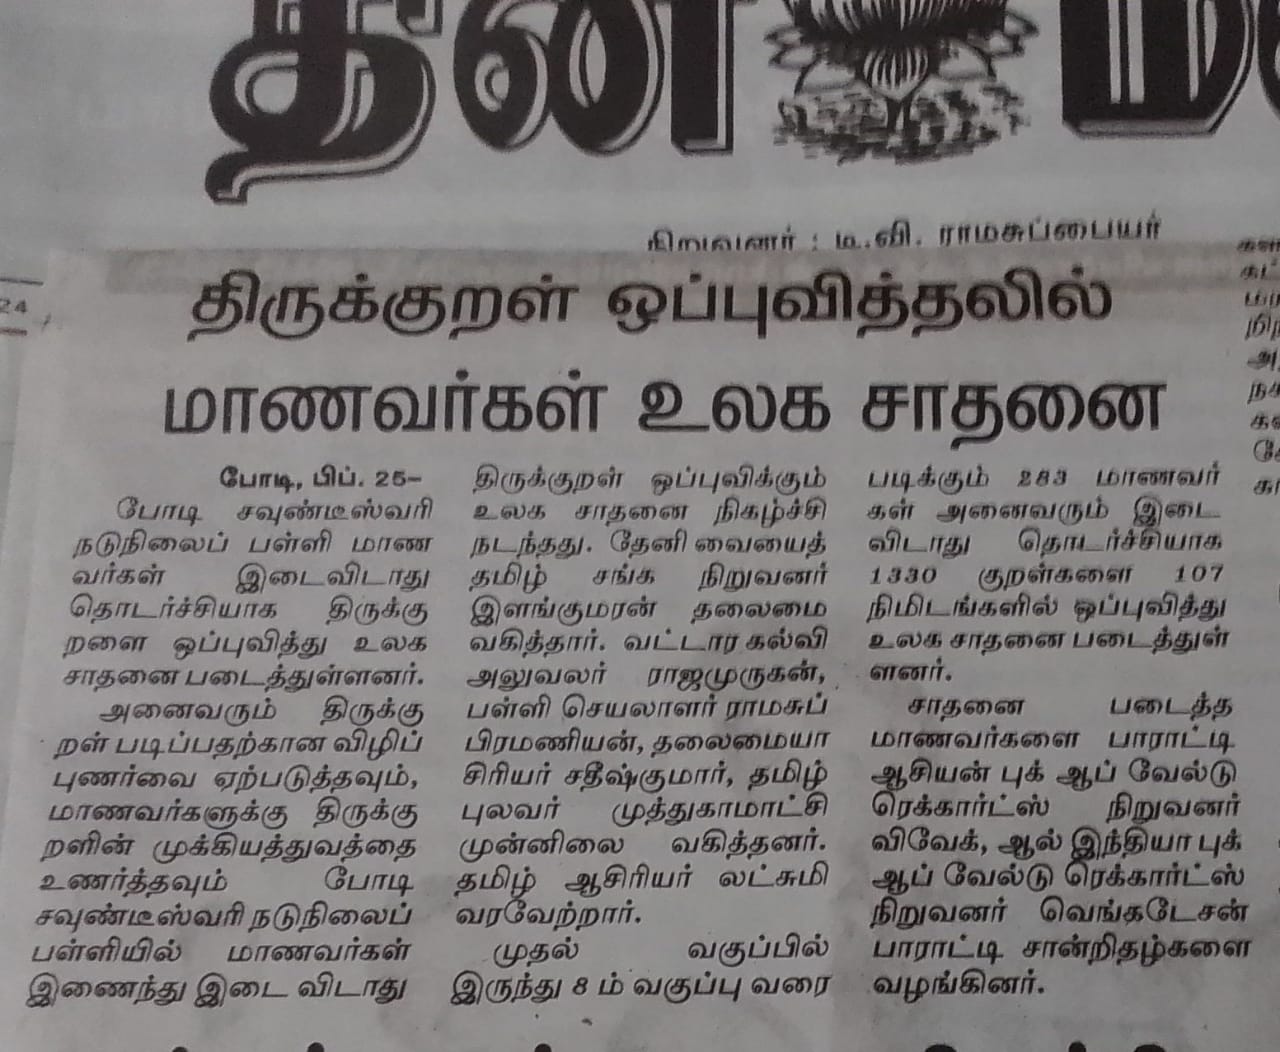 நிறுவனர் : டி.வி. ராமசுப்பையர்
24
திருக்குறள் ஒப்புவித்தலில்
மாணவர்கள் உலக சாதனை
போடி, பிப். 25–
போடி சவுண்டீஸ்வரி
நடுநிலைப் பள்ளி மாண
வர்கள் இடைவிடாது
தொடர்ச்சியாக திருக்கு
றளை ஒப்புவித்து உலக
சாதனை படைத்துள்ளனர்.
அனைவரும் திருக்கு
றள் படிப்பதற்கான விழிப்
புணர்வை ஏற்படுத்தவும்,
மாணவர்களுக்கு திருக்கு
றளின் முக்கியத்துவத்தை
உணர்த்தவும் போடி
சவுண்டீஸ்வரி நடுநிலைப்
பள்ளியில் மாணவர்கள்
இணைந்து இடை விடாது
திருக்குறள் ஒப்புவிக்கும்
உலக சாதனை நிகழ்ச்சி
நடந்தது. தேனி வையைத்
தமிழ் சங்க நிறுவனர்
இளங்குமரன் தலைமை
வகித்தார். வட்டார கல்வி
அலுவலர் ராஜமுருகன்,
பள்ளி செயலாளர் ராமசுப்
பிரமணியன், தலைமையா
சிரியர் சதீஷ்குமார், தமிழ்
புலவர் முத்துகாமாட்சி
முன்னிலை வகித்தனர்.
தமிழ் ஆசிரியர் லட்சுமி
வரவேற்றார்.
முதல் வகுப்பில்
இருந்து 8 ம் வகுப்பு வரை
படிக்கும் 283 மாணவர்
கள் அனைவரும் இடை
விடாது தொடர்ச்சியாக
1330 குறள்களை 107
நிமிடங்களில் ஒப்புவித்து
உலக சாதனை படைத்துள்
ளனர்.
சாதனை படைத்த
மாணவர்களை பாராட்டி
ஆசியன் புக் ஆப் வேல்டு
ரெக்கார்ட்ஸ் நிறுவனர்
விவேக், ஆல் இந்தியா புக்
ஆப் வேல்டு ரெக்கார்ட்ஸ்
நிறுவனர் வெங்கடேசன்
பாராட்டி சான்றிதழ்களை
வழங்கினர்.